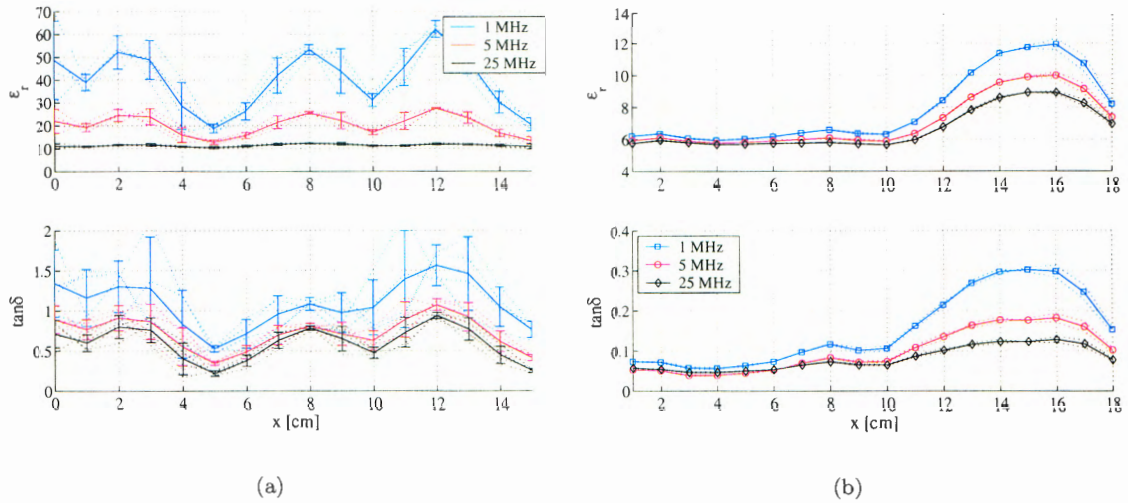 70
60
50
40
30
20
10
0
εr
0 2 4 6 8 10 12 14
1 MHz
5 MHz
25 MHz
14
12
10
8
6
4
εr
2 4 6 8 10 12 14 16 18
2
1.5
1
0.5
0
tanδ
0 2 4 6 8 10 12 14
x [cm]
0.4
0.3
0.2
0.1
0
tanδ
1 MHz
5 MHz
25 MHz
2 4 6 8 10 12 14 16 18
x [cm]
(a)
(b)